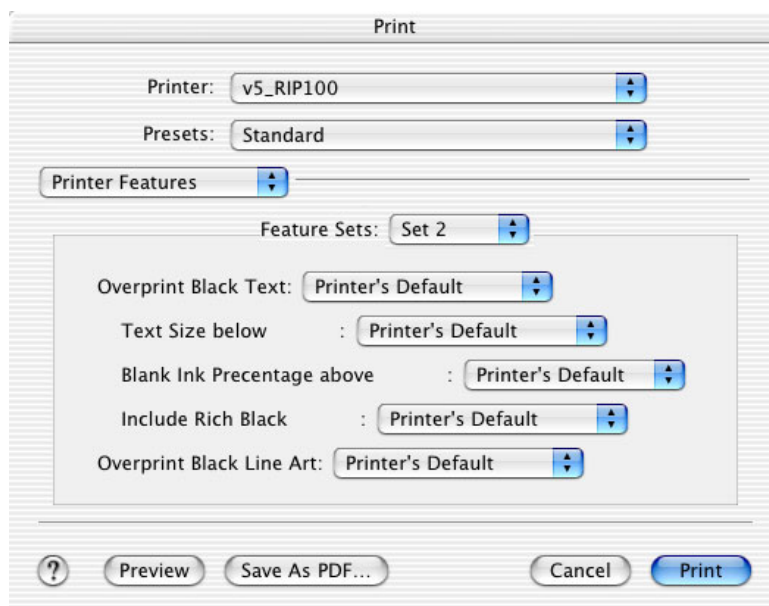 Print
Printer: v5_RIP100
Presets: Standard
Printer Features
Feature Sets: Set 2
Overprint Black Text: Printer's Default
Text Size below : Printer's Default
Blank Ink Precentage above : Printer's Default
Include Rich Black : Printer's Default
Overprint Black Line Art: Printer's Default
? Preview Save As PDF... Cancel Print